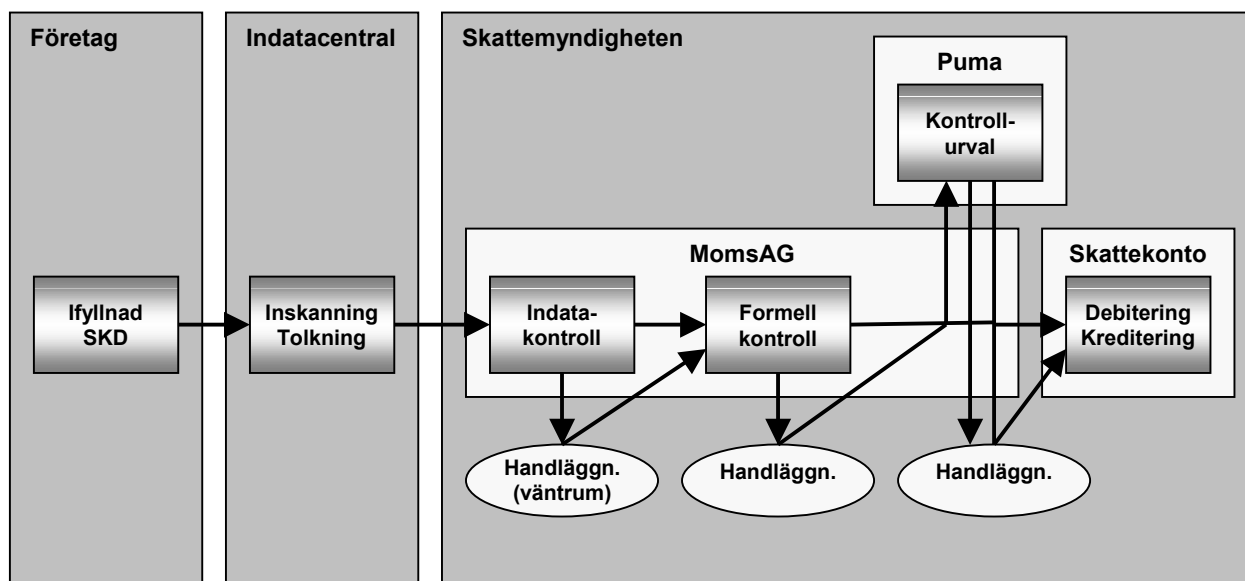 Företag
Indatacentral
Skattemyndigheten
Puma
Kontroll-
urval
MomsAG
Skattekonto
Ifyllnad
SKD
Inskanning
Tolkning
Indata-
kontroll
Formell
kontroll
Debitering
Kreditering
Handläggn.
(väntrum)
Handläggn.
Handläggn.